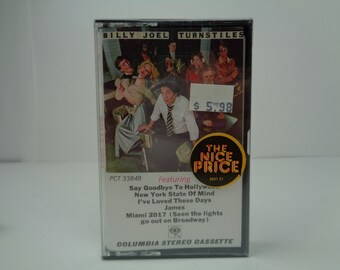 BILLY JOEL TURNSTILES
$ 5.98
THE
NICE
PRICE
PCT 33848
Featuring
Say Goodbye To Hollywood
New York State Of Mind
I've Loved These Days
James
Miami 2017 (Seen the lights
go out on Broadway)
COLUMBIA STEREO CASSETTE